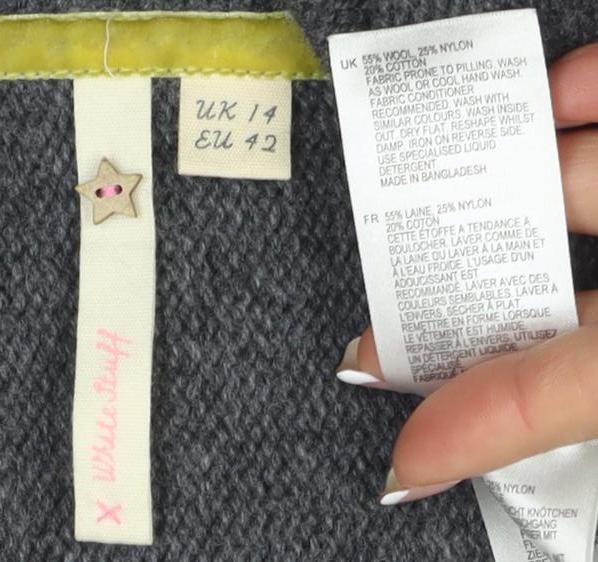 UK 14
EU 42
X White Stuff
UK 55% WOOL, 25% NYLON
20% COTTON
FABRIC PRONE TO PILLING. WASH
AS WOOL OR COOL HAND WASH.
FABRIC CONDITIONER
RECOMMENDED. WASH WITH
SIMILAR COLOURS. WASH INSIDE
OUT. DRY FLAT. RESHAPE WHILST
DAMP. IRON ON REVERSE SIDE.
USE SPECIALISED LIQUID
DETERGENT.
MADE IN BANGLADESH
FR 55% LAINE, 25% NYLON
20% COTON
CETTE ÉTOFFE A TENDANCE À
BOULOCHER. LAVER COMME DE
LA LAINE OU LAVER À LA MAIN ET
À L'EAU FROIDE. L'USAGE D'UN
ADOUCISSANT EST
RECOMMANDÉ. LAVER AVEC DES
COULEURS SEMBLABLES. LAVER À
L'ENVERS. SÉCHER À PLAT.
REMETTRE EN FORME LORSQUE
LE VÊTEMENT EST HUMIDE.
REPASSER À L'ENVERS. UTILISEZ
UN DÉTERGENT LIQUIDE
SPÉCIALISÉ.
25% NYLON
CHT KNÖTCHEN